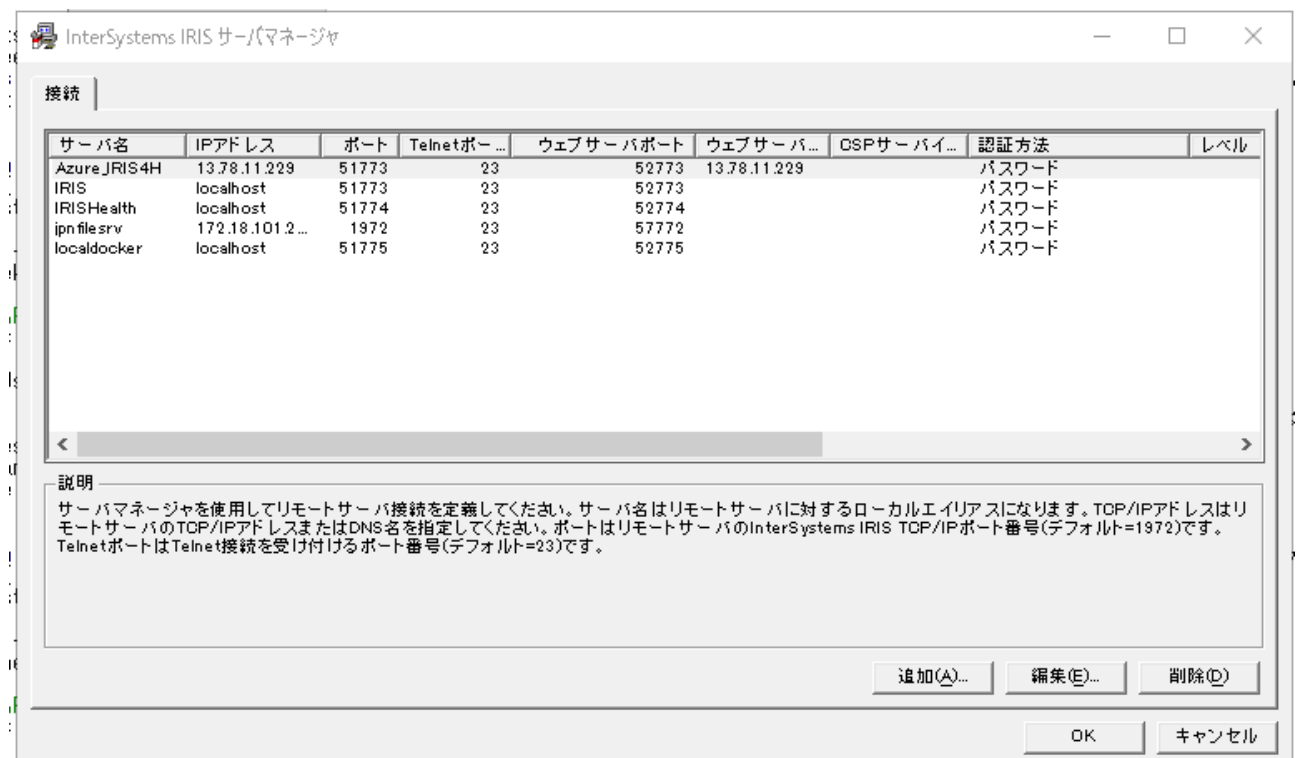 InterSystems IRIS サーバマネージャ
接続
サーバ名 IPアドレス ポート Telnetポー... ウェブサーバポート ウェブサーバ... CSPサーバイ... 認証方法 レベル
Azure_IRIS4H 13.78.11.229 51773 23 52773 13.78.11.229 パスワード
IRIS localhost 51773 23 52773 パスワード
IRISHealth localhost 51774 23 52774 パスワード
jpnfilesrv 172.18.101.2... 1972 23 57772 パスワード
localdocker localhost 51775 23 52775 パスワード
説明
サーバマネージャを使用してリモートサーバ接続を定義してください。サーバ名はリモートサーバに対するローカルエイリアスになります。TCP/IPアドレスはリ
モートサーバのTCP/IPアドレスまたはDNS名を指定してください。ポートはリモートサーバのInterSystems IRIS TCP/IPポート番号(デフォルト=1972)です。
TelnetポートはTelnet接続を受け付けるポート番号(デフォルト=23)です。
追加(A)... 編集(E)... 削除(D)
OK キャンセル